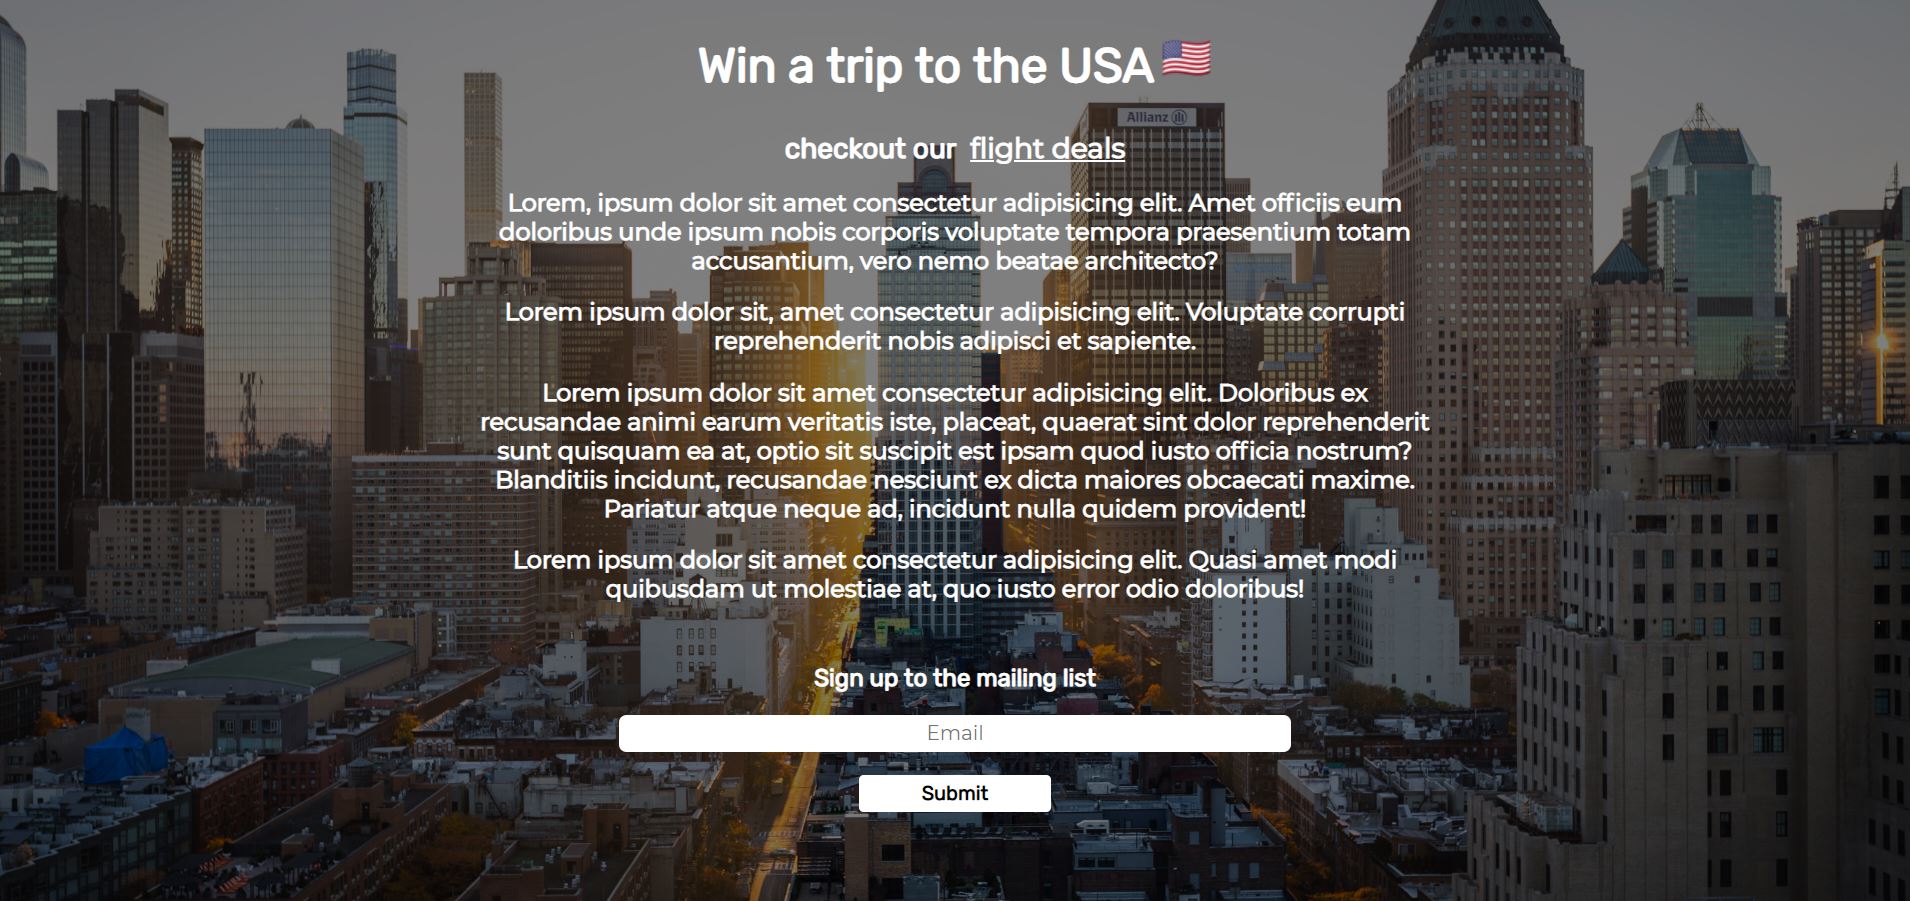 Win a trip to the USA🇺🇸
Allianz
checkout our flight deals
Lorem, ipsum dolor sit amet consectetur adipisicing elit. Amet officiis eum
doloribus unde ipsum nobis corporis voluptate tempora praesentium totam
accusantium, vero nemo beatae architecto?
Lorem ipsum dolor sit, amet consectetur adipisicing elit. Voluptate corrupti
reprehenderit nobis adipisci et sapiente.
Lorem ipsum dolor sit amet consectetur adipisicing elit. Doloribus ex
recusandae animi earum veritatis iste, placeat, quaerat sint dolor reprehenderit
sunt quisquam ea at, optio sit suscipit est ipsam quod iusto officia nostrum?
Blanditiis incidunt, recusandae nesciunt ex dicta maiores obcaecati maxime.
Pariatur atque neque ad, incidunt nulla quidem provident!
Lorem ipsum dolor sit amet consectetur adipisicing elit. Quasi amet modi
quibusdam ut molestiae at, quo iusto error odio doloribus!
Sign up to the mailing list
Email
Submit